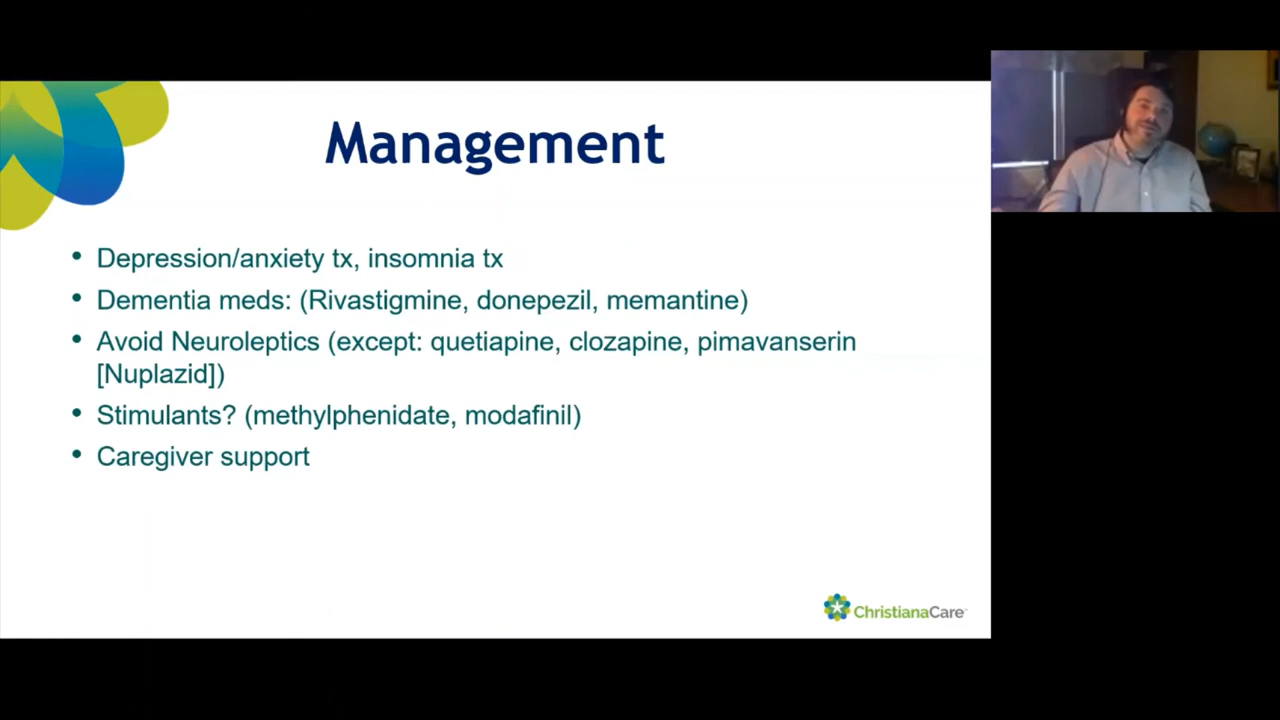 Management
• Depression/anxiety tx, insomnia tx
• Dementia meds: (Rivastigmine, donepezil, memantine)
• Avoid Neuroleptics (except: quetiapine, clozapine, pimavanserin
[Nuplazid])
• Stimulants? (methylphenidate, modafinil)
• Caregiver support
ChristianaCare